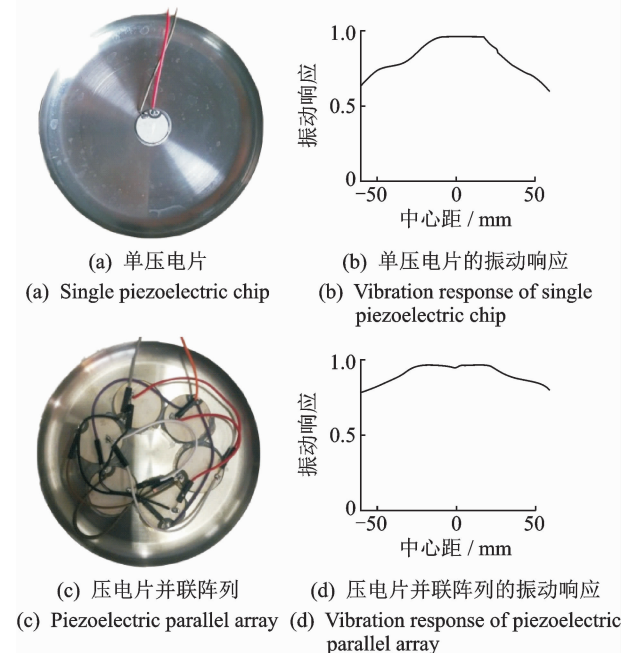 1.0
0.5
0
振动响应
−50
0
50
中心距 / mm
(a) 单压电片
(a) Single piezoelectric chip
(b) 单压电片的振动响应
(b) Vibration response of single
piezoelectric chip
1.0
0.5
0
振动响应
−50
0
50
中心距 / mm
(c) 压电片并联阵列
(c) Piezoelectric parallel array
(d) 压电片并联阵列的振动响应
(d) Vibration response of piezoelectric
parallel array